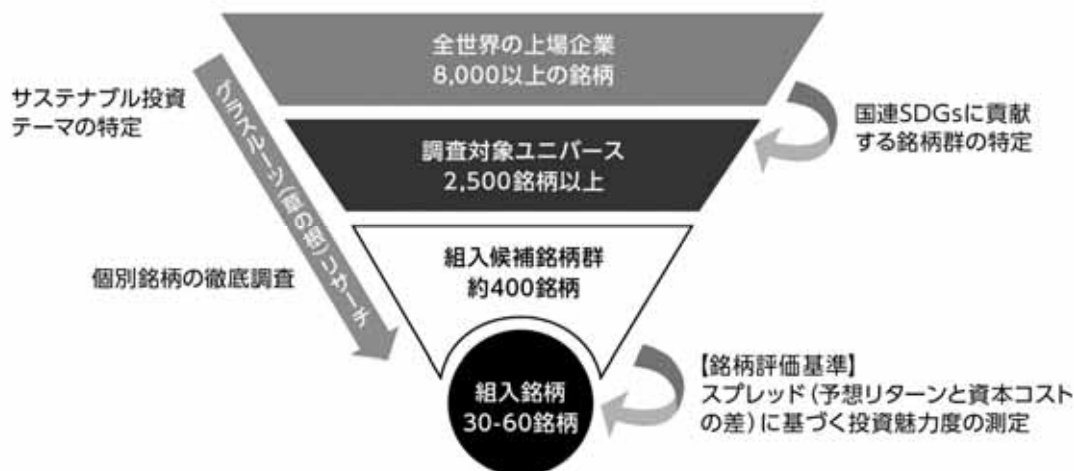 全世界の上場企業
8,000以上の銘柄
サステナブル投資
テーマの特定
グラスルーツ(草の根)リサーチ
国連SDGsに貢献
する銘柄群の特定
調査対象ユニバース
2,500銘柄以上
個別銘柄の徹底調査
組入候補銘柄群
約400銘柄
組入銘柄
30-60銘柄
【銘柄評価基準】
スプレッド(予想リターンと資本コスト
の差)に基づく投資魅力度の測定